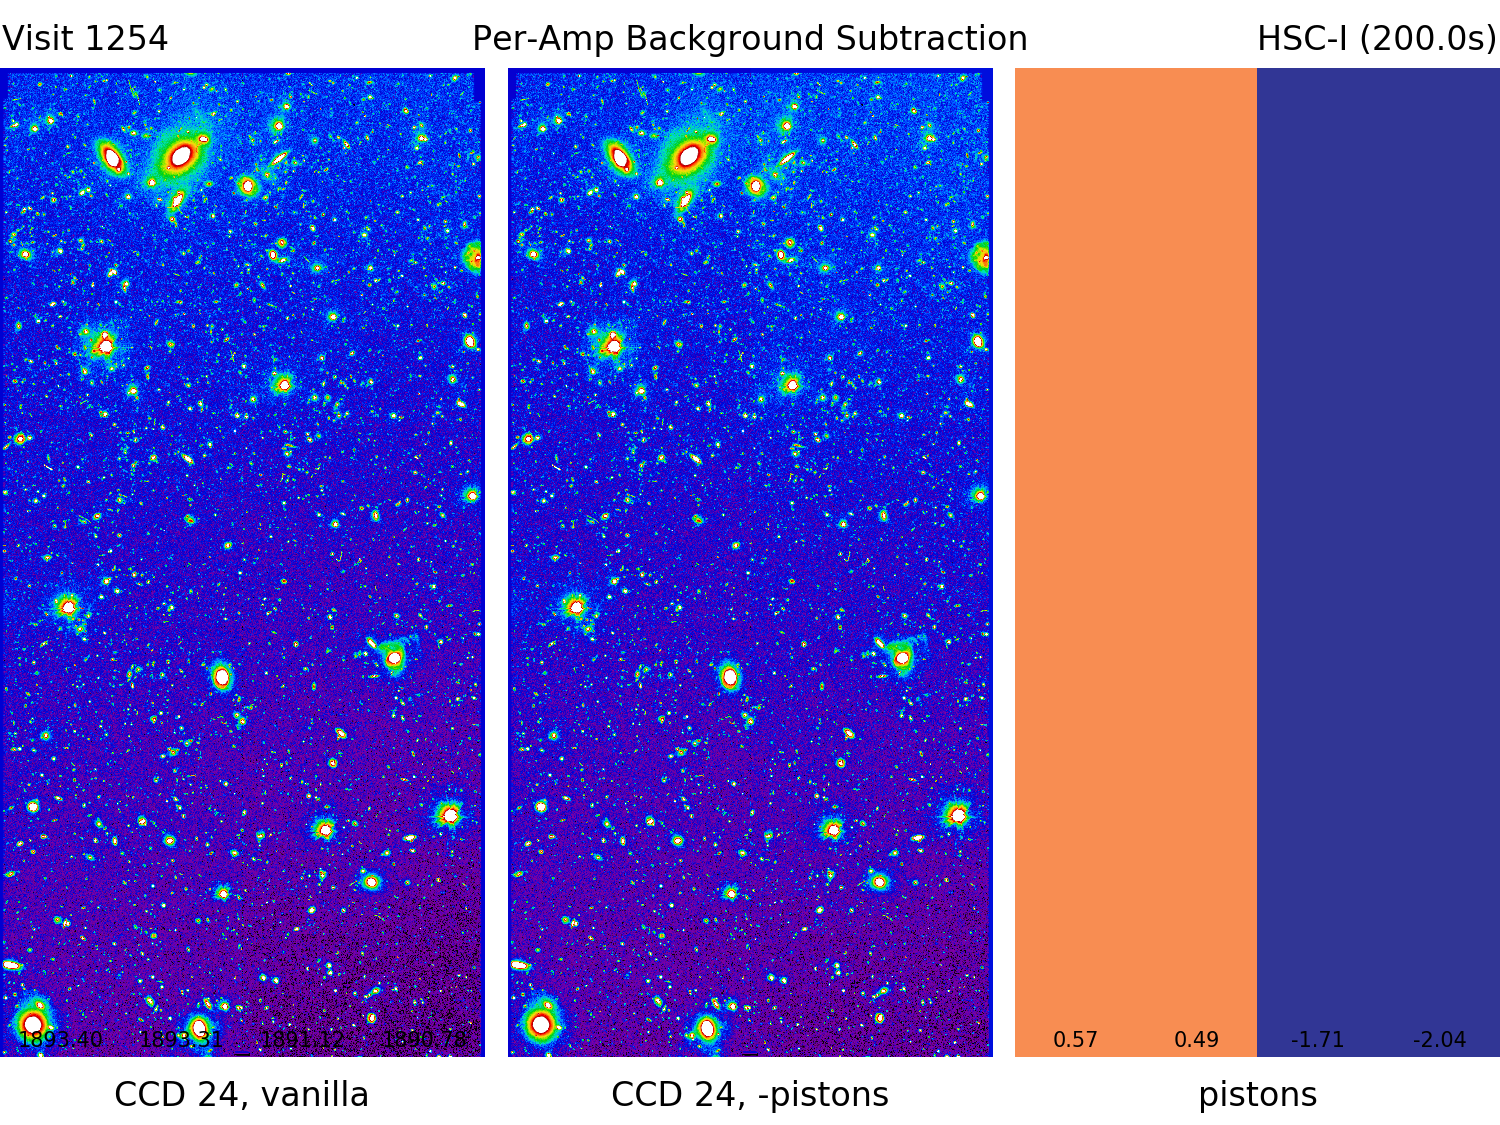 Visit 1254 Per-Amp Background Subtraction HSC-I (200.0s)
1893.40 1893.31 1891.12 1890.78 0.57 0.49 -1.71 -2.04
CCD 24, vanilla CCD 24, -pistons pistons